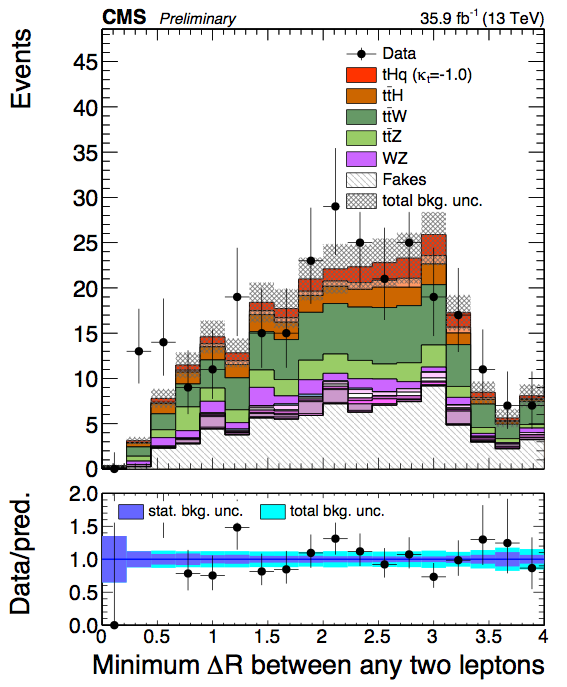 CMS Preliminary 35.9 fb⁻¹ (13 TeV)
Events
45
40
35
30
25
20
15
10
5
0
Data
tHq (κt=-1.0)
tt̄H
tt̄W
tt̄Z
WZ
Fakes
total bkg. unc.
Data/pred.
2.0
1.5
1.0
0.5
0.0
stat. bkg. unc. total bkg. unc.
0 0.5 1 1.5 2 2.5 3 3.5 4
Minimum ΔR between any two leptons